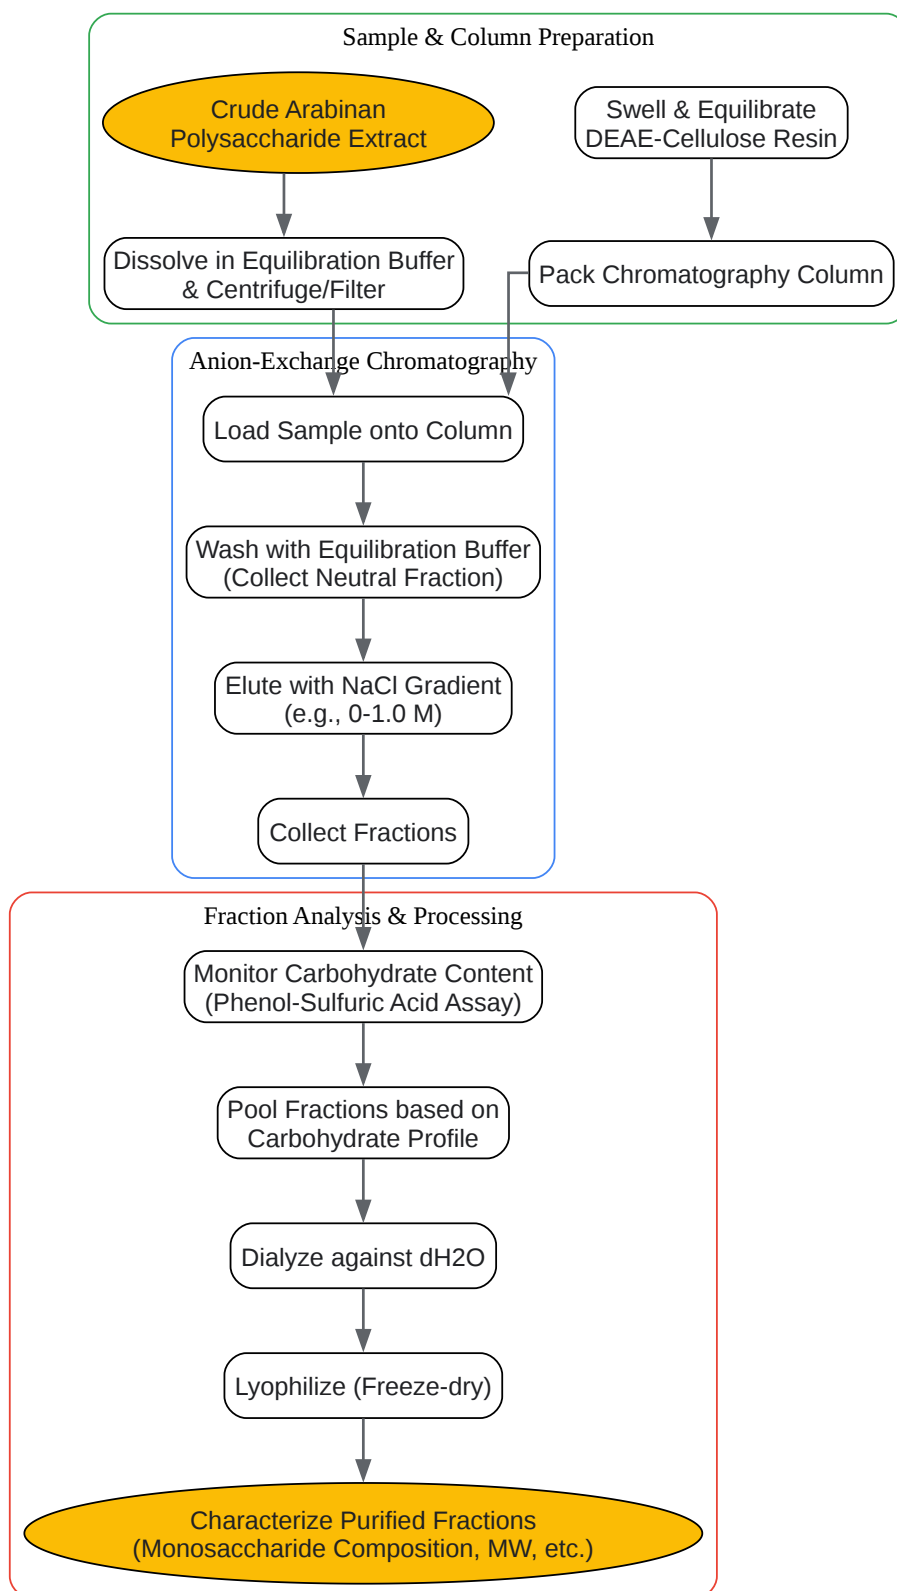 Sample & Column Preparation
Crude Arabinan
Polysaccharide Extract
Swell & Equilibrate
DEAE-Cellulose Resin
Dissolve in Equilibration Buffer
& Centrifuge/Filter
Pack Chromatography Column
Anion-Exchange Chromatography
Load Sample onto Column
Wash with Equilibration Buffer
(Collect Neutral Fraction)
Elute with NaCl Gradient
(e.g., 0-1.0 M)
Collect Fractions
Fraction Analysis & Processing
Monitor Carbohydrate Content
(Phenol-Sulfuric Acid Assay)
Pool Fractions based on
Carbohydrate Profile
Dialyze against dH2O
Lyophilize (Freeze-dry)
Characterize Purified Fractions
(Monosaccharide Composition, MW, etc.)